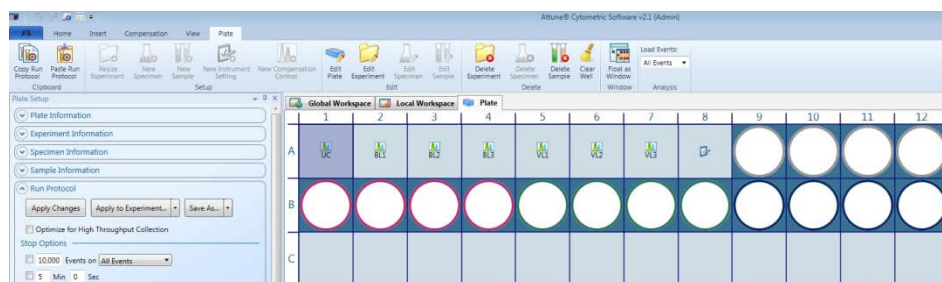 Attune® Cytometric Software v2.1 (Admin)
Home Insert Compensation View Plate
Copy Run Protocol
Paste Run Protocol
Resize Experiment
New Specimen
New Sample
New Instrument Setting
New Compensation Control
Edit Plate
Edit Experiment
Edit Specimen
Edit Sample
Delete Experiment
Delete Specimen
Delete Sample
Clear Well
Float as Window
Load Events:
All Events
Clipboard Setup Edit Delete Window Analysis
Plate Setup
Global Workspace Local Workspace Plate
Plate Information
Experiment Information
Specimen Information
Sample Information
Run Protocol
Apply Changes Apply to Experiment... Save As...
Optimize for High Throughput Collection
Stop Options
10,000 Events on All Events
5 Min 0 Sec
1 2 3 4 5 6 7 8 9 10 11 12
A UC BL1 BL2 BL3 VL1 VL2 VL3
B
C